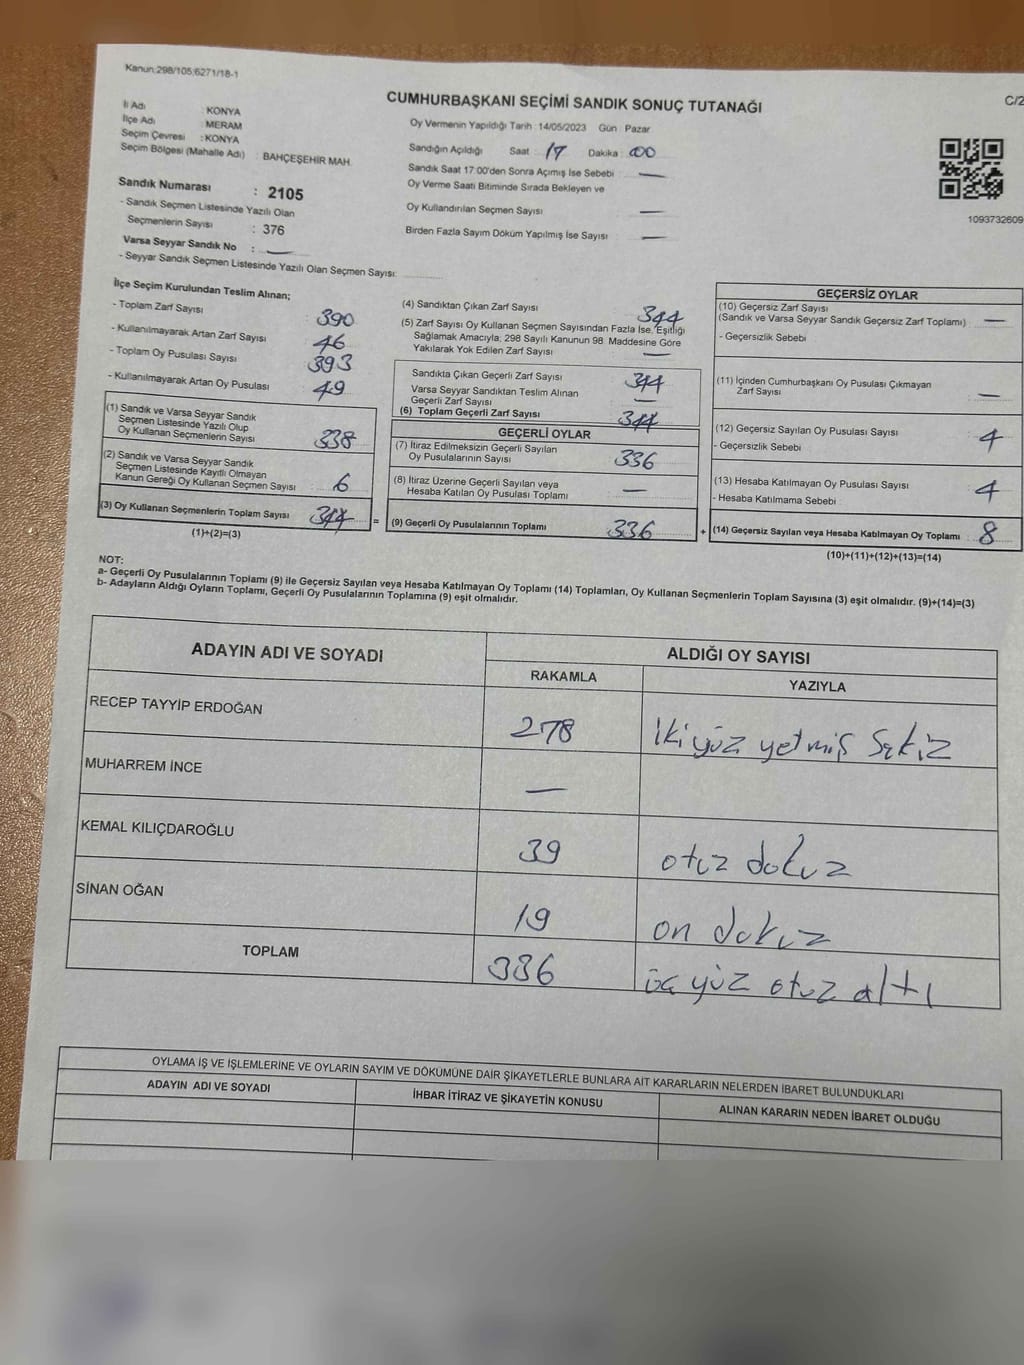 Kanun:298/105;6271/18-1
C/2
CUMHURBAŞKANI SEÇİMİ SANDIK SONUÇ TUTANAĞI
İl Adı : KONYA
İlçe Adı : MERAM
Seçim Çevresi : KONYA
Seçim Bölgesi (Mahalle Adı) : BAHÇEŞEHİR MAH.
Sandık Numarası : 2105
- Sandık Seçmen Listesinde Yazılı Olan
Seçmenlerin Sayısı : 376
Varsa Seyyar Sandık No : —
- Seyyar Sandık Seçmen Listesinde Yazılı Olan Seçmen Sayısı:
Oy Vermenin Yapıldığı Tarih : 14/05/2023 Gün : Pazar
Sandığın Açıldığı Saat : 17 Dakika : 00
Sandık Saat 17:00'den Sonra Açımış İse Sebebi : —
Oy Verme Saati Bitiminde Sırada Bekleyen ve
Oy Kullandırılan Seçmen Sayısı : —
Birden Fazla Sayım Döküm Yapılmış İse Sayısı : —
1093732609
İlçe Seçim Kurulundan Teslim Alınan;
- Toplam Zarf Sayısı : 390
- Kullanılmayarak Artan Zarf Sayısı : 46
- Toplam Oy Pusulası Sayısı : 393
- Kullanılmayarak Artan Oy Pusulası : 49
(1) Sandık ve Varsa Seyyar Sandık
Seçmen Listesinde Yazılı Olup
Oy Kullanan Seçmenlerin Sayısı : 338
(2) Sandık ve Varsa Seyyar Sandık
Seçmen Listesinde Kayıtlı Olmayan
Kanun Gereği Oy Kullanan Seçmen Sayısı : 6
(3) Oy Kullanan Seçmenlerin Toplam Sayısı : 344 =
(1)+(2)=(3)
(4) Sandıktan Çıkan Zarf Sayısı : 344
(5) Zarf Sayısı Oy Kullanan Seçmen Sayısından Fazla İse, Eşitliği
Sağlamak Amacıyla; 298 Sayılı Kanunun 98. Maddesine Göre
Yakılarak Yok Edilen Zarf Sayısı : —
Sandıkta Çıkan Geçerli Zarf Sayısı : 344
Varsa Seyyar Sandıktan Teslim Alınan
Geçerli Zarf Sayısı : —
(6) Toplam Geçerli Zarf Sayısı : 344
GEÇERLİ OYLAR
(7) İtiraz Edilmeksizin Geçerli Sayılan
Oy Pusulalarının Sayısı : 336
(8) İtiraz Üzerine Geçerli Sayılan veya
Hesaba Katılan Oy Pusulası Toplamı : —
(9) Geçerli Oy Pusulalarının Toplamı : 336 +
GEÇERSİZ OYLAR
(10) Geçersiz Zarf Sayısı
(Sandık ve Varsa Seyyar Sandık Geçersiz Zarf Toplamı) : —
- Geçersizlik Sebebi
(11) İçinden Cumhurbaşkanı Oy Pusulası Çıkmayan
Zarf Sayısı : —
(12) Geçersiz Sayılan Oy Pusulası Sayısı : 4
- Geçersizlik Sebebi
(13) Hesaba Katılmayan Oy Pusulası Sayısı : 4
- Hesaba Katılmama Sebebi
(14) Geçersiz Sayılan veya Hesaba Katılmayan Oy Toplamı : 8
(10)+(11)+(12)+(13)=(14)
NOT:
a- Geçerli Oy Pusulalarının Toplamı (9) ile Geçersiz Sayılan veya Hesaba Katılmayan Oy Toplamı (14) Toplamları, Oy Kullanan Seçmenlerin Toplam Sayısına (3) eşit olmalıdır. (9)+(14)=(3)
b- Adayların Aldığı Oyların Toplamı, Geçerli Oy Pusulalarının Toplamına (9) eşit olmalıdır.
ADAYIN ADI VE SOYADI
ALDIĞI OY SAYISI
RAKAMLA YAZIYLA
RECEP TAYYİP ERDOĞAN 278 iki yüz yetmiş sekiz
MUHARREM İNCE —
KEMAL KILIÇDAROĞLU 39 otuz dokuz
SİNAN OĞAN 19 on dokuz
TOPLAM 336 üç yüz otuz altı
OYLAMA İŞ VE İŞLEMLERİNE VE OYLARIN SAYIM VE DÖKÜMÜNE DAİR ŞİKAYETLERLE BUNLARA AİT KARARLARIN NELERDEN İBARET BULUNDUKLARI
ADAYIN ADI VE SOYADI İHBAR İTİRAZ VE ŞİKAYETİN KONUSU ALINAN KARARIN NEDEN İBARET OLDUĞU